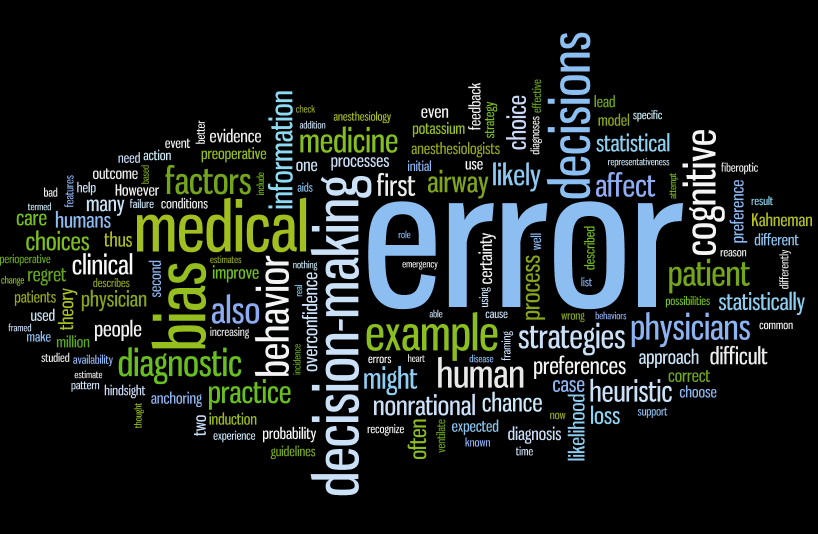 error
decision-making
medical
decisions
bias
cognitive
behavior
example
human
diagnostic
physicians
information
factors
medicine
patient
strategies
heuristic
practice
also
might
nonrational
chance
preferences
clinical
airway
likely
first
affect
choice
statistical
statistically
physician
people
choices
humans
care
many
thus
regret
theory
However
evidence
preoperative
processes
one
even
feedback
potassium
strategy
anesthesiologists
anesthesiology
check
addition
effective
diagnoses
lead
model
specific
representativeness
fiberoptic
attempt
preference
result
Kahneman
different
differently
reason
possibilities
common
difficult
approach
correct
choose
support
case
likelihood
loss
now
behaviors
wrong
list
described
process
well
certainty
using
cause
able
role
emergency
errors
heart
disease
framing
expected
known
diagnosis
time
often
ventilate
recognize
overconfidence
nothing
real
incidence
estimates
improve
increasing
second
describes
patients
perioperative
change
used
framed
make
million
studied
availability
estimate
pattern
hindsight
anchoring
thought
two
induction
experience
probability
guidelines
event
better
need
action
outcome
based
include
aids
initial
use
bad
features
help
termed
failure
conditions